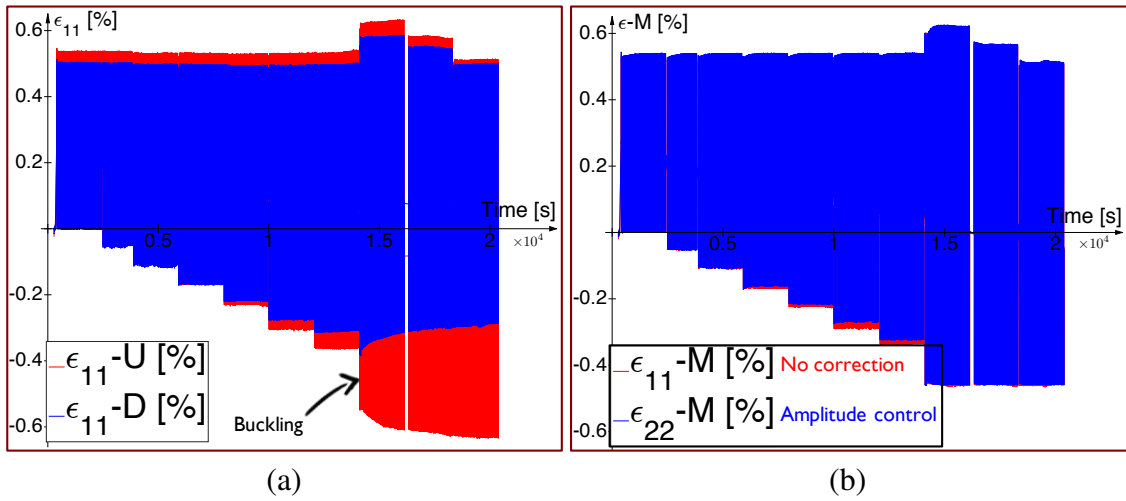 ϵ₁₁ [%]
0.6
0.4
0.2
Time [s]
0.5
1.5
2
×10⁴
-0.2
-0.4
-0.6
ϵ₁₁-U [%]
ϵ₁₁-D [%]
Buckling
(a)
ϵ-M [%]
0.6
0.4
0.2
Time [s]
0.5
1.5
2
×10⁴
-0.2
-0.4
-0.6
ϵ₁₁-M [%] No correction
ϵ₂₂-M [%] Amplitude control
(b)